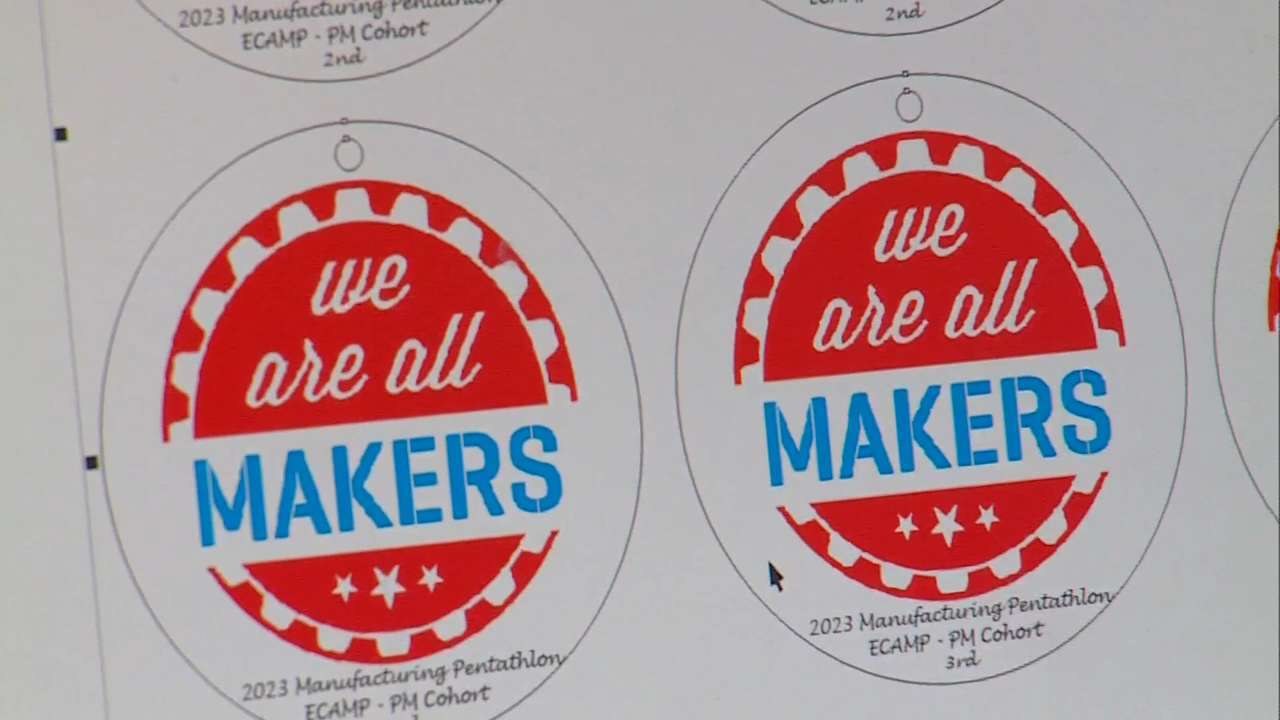 2023 Manufacturing Pentathlon
ECAMP - PM Cohort
2nd
2nd
we
are all
MAKERS
2023 Manufacturing Pentathlon
ECAMP - PM Cohort
we
are all
MAKERS
2023 Manufacturing Pentathlon
ECAMP - PM Cohort
3rd